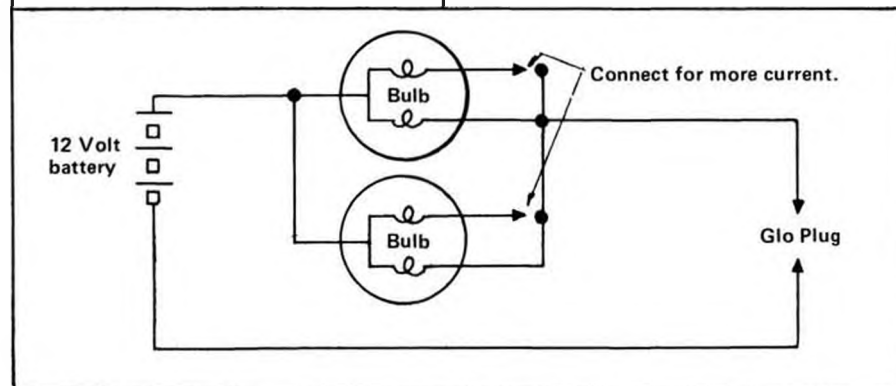 Bulb
Connect for more current.
12 Volt
battery
Bulb
Glo Plug